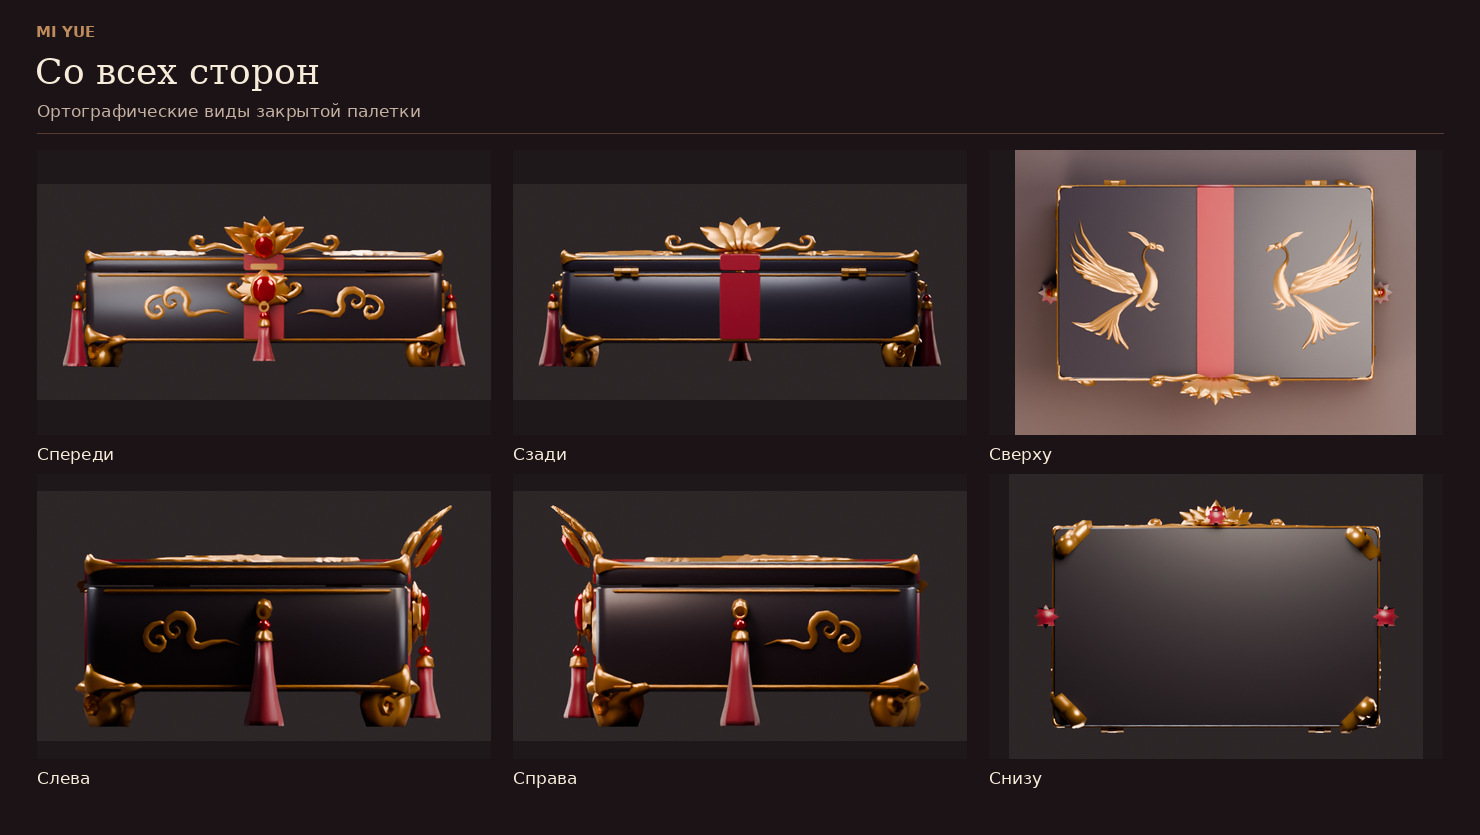 MI YUE
Со всех сторон
Ортографические виды закрытой палетки
Спереди
Сзади
Сверху
Слева
Справа
Снизу